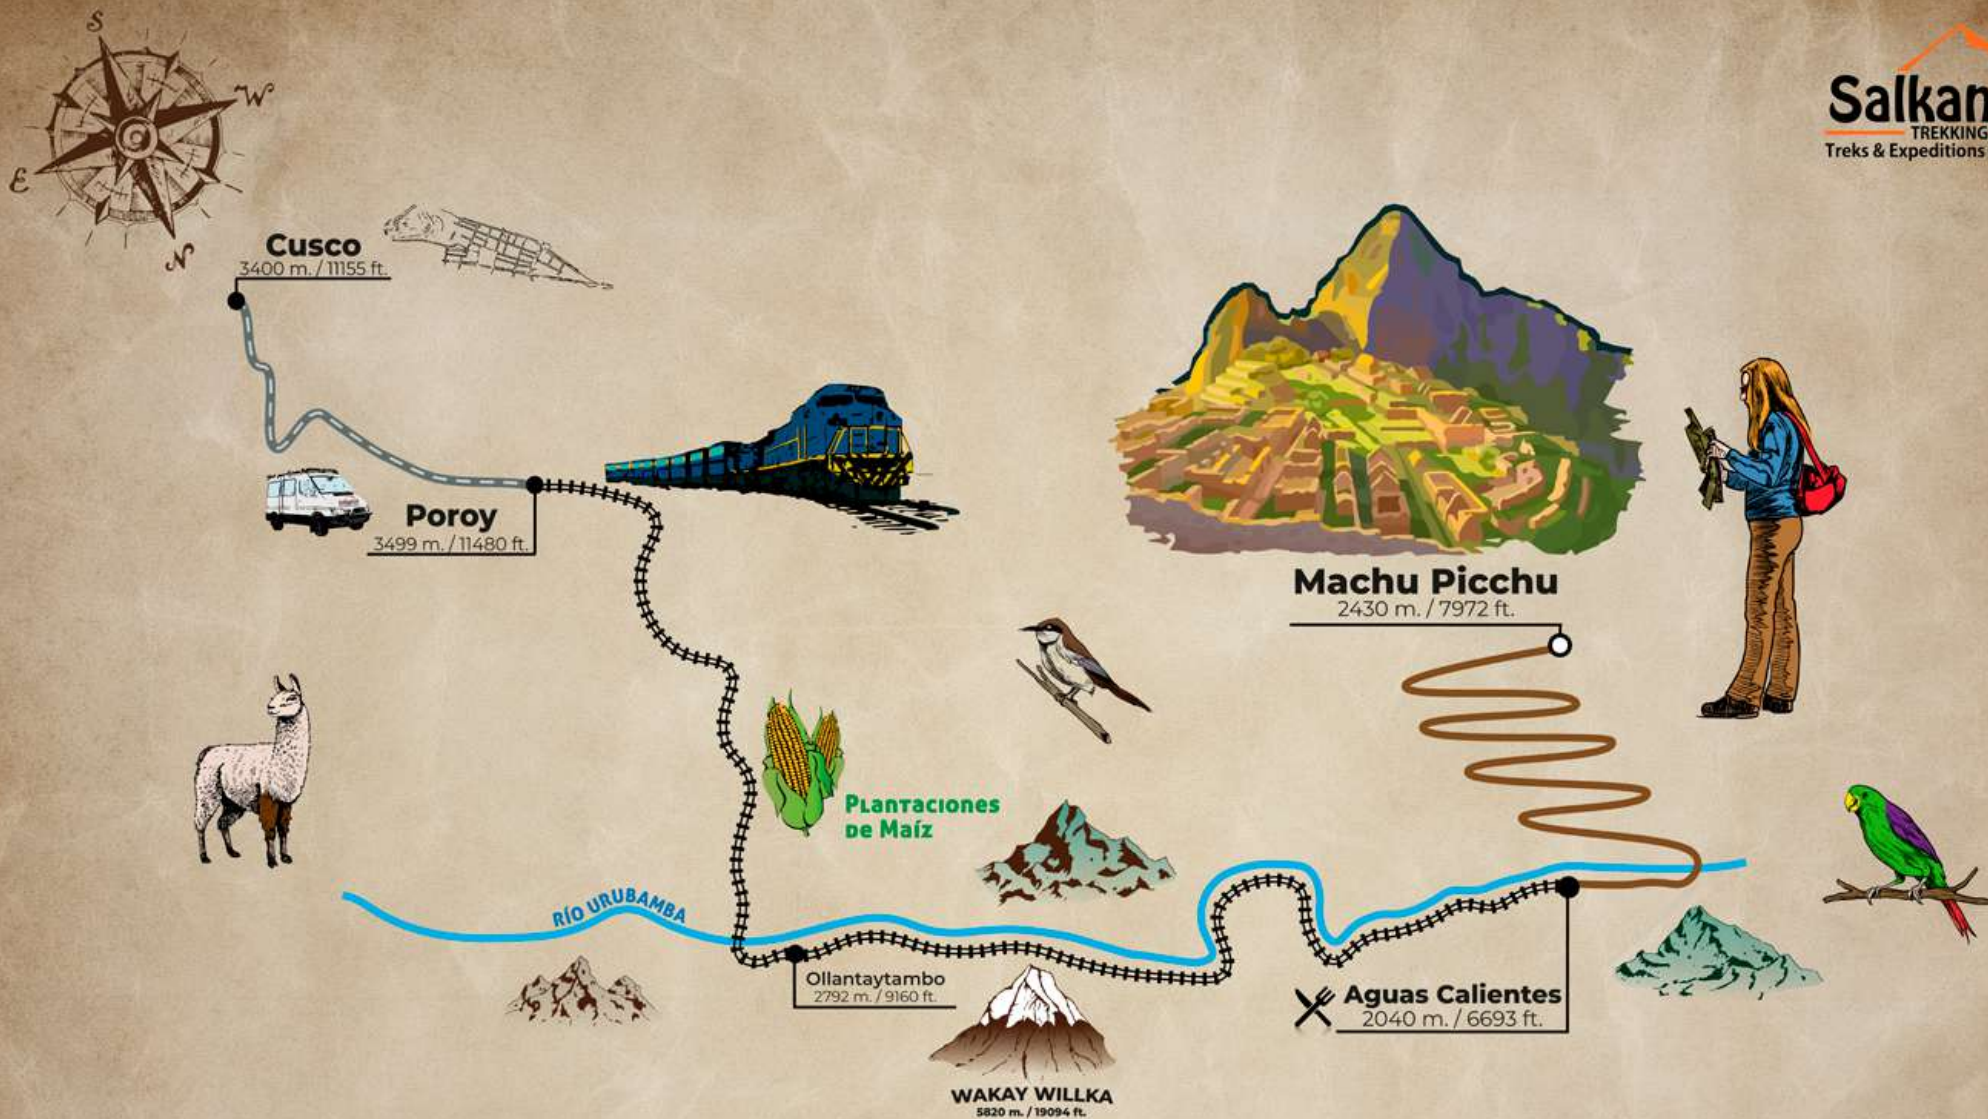 S
W
E
N
Salkan
TREKKING
Treks & Expeditions
Cusco
3400 m. / 11155 ft.
Poroy
3499 m. / 11480 ft.
Machu Picchu
2430 m. / 7972 ft.
Plantaciones
de Maíz
RÍO URUBAMBA
Ollantaytambo
2792 m. / 9160 ft.
Aguas Calientes
2040 m. / 6693 ft.
WAKAY WILLKA
5820 m. / 19094 ft.